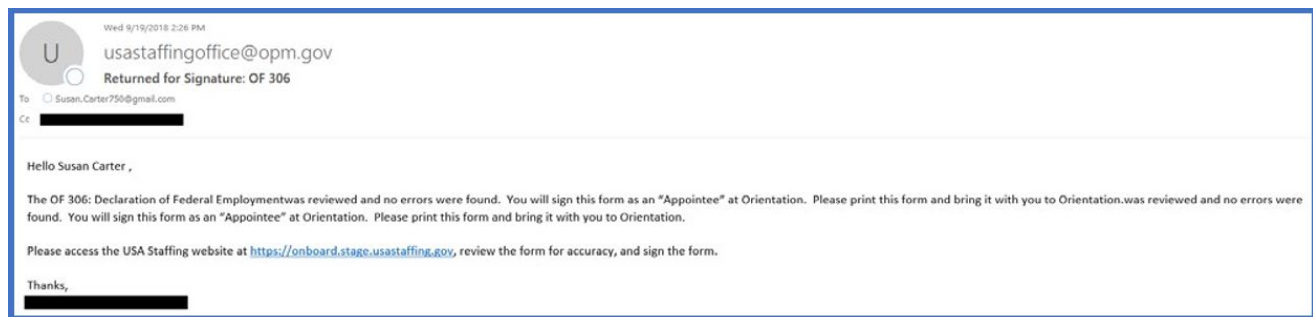 Wed 9/19/2018 2:26 PM
U
usastaffingoffice@opm.gov
Returned for Signature: OF 306
To Susan.Carter750@gmail.com
Cc
Hello Susan Carter ,
The OF 306: Declaration of Federal Employmentwas reviewed and no errors were found. You will sign this form as an “Appointee” at Orientation. Please print this form and bring it with you to Orientation.was reviewed and no errors were
found. You will sign this form as an “Appointee” at Orientation. Please print this form and bring it with you to Orientation.
Please access the USA Staffing website at https://onboard.stage.usastaffing.gov, review the form for accuracy, and sign the form.
Thanks,